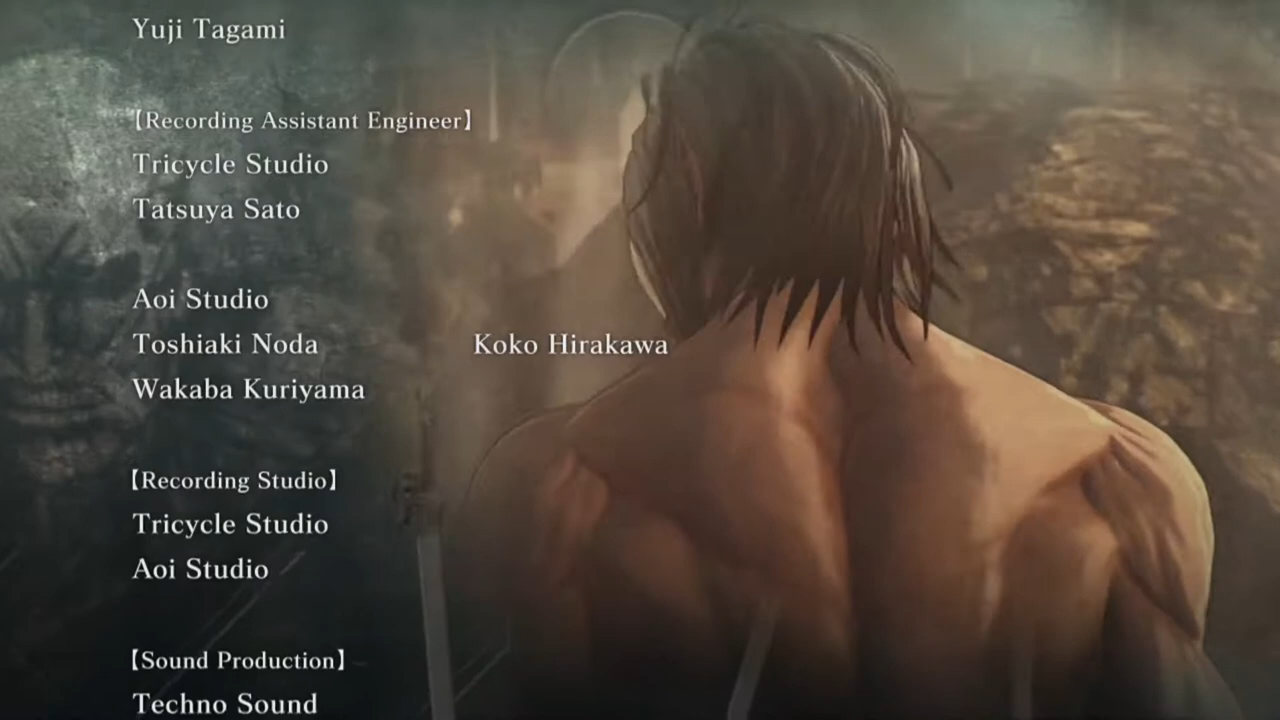 Yuji Tagami
【Recording Assistant Engineer】
Tricycle Studio
Tatsuya Sato
Aoi Studio
Toshiaki Noda Koko Hirakawa
Wakaba Kuriyama
【Recording Studio】
Tricycle Studio
Aoi Studio
【Sound Production】
Techno Sound